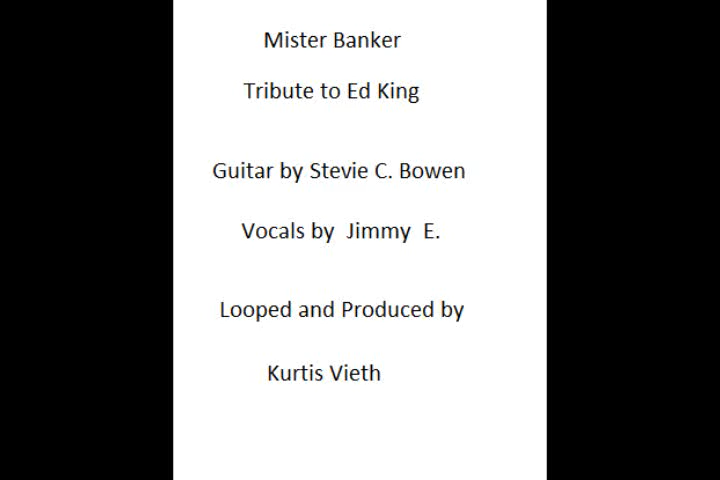 Mister Banker
Tribute to Ed King
Guitar by Stevie C. Bowen
Vocals by  Jimmy  E.
Looped and Produced by
Kurtis Vieth